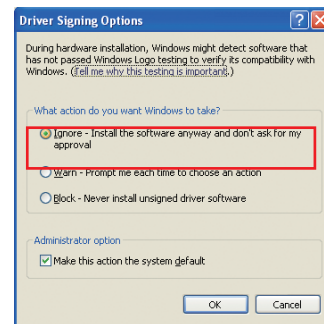 Driver Signing Options
During hardware installation, Windows might detect software that
has not passed Windows Logo testing to verify its compatibility with
Windows. (Tell me why this testing is important.)
What action do you want Windows to take?
Ignore - Install the software anyway and don't ask for my
approval
Warn - Prompt me each time to choose an action
Block - Never install unsigned driver software
Administrator option
Make this action the system default
OK
Cancel